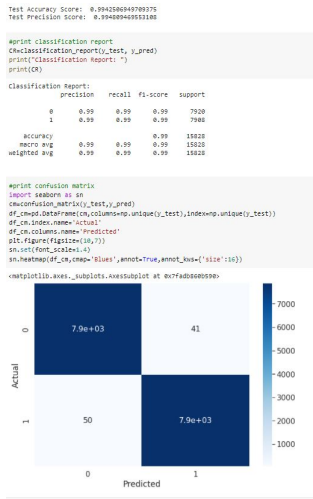 Test Accuracy Score: 0.9942506949709375
Test Precision Score: 0.994809469553108
#print classification report
CR=classification_report(y_test, y_pred)
print("Classification Report: ")
print(CR)
Classification Report:
precision recall f1-score support
0 0.99 0.99 0.99 7920
1 0.99 0.99 0.99 7908
accuracy 0.99 15828
macro avg 0.99 0.99 0.99 15828
weighted avg 0.99 0.99 0.99 15828
#print confusion matrix
import seaborn as sn
cm=confusion_matrix(y_test,y_pred)
df_cm=pd.DataFrame(cm,columns=np.unique(y_test),index=np.unique(y_test))
df_cm.index.name='Actual'
df_cm.columns.name='Predicted'
plt.figure(figsize=(10,7))
sn.set(font_scale=1.4)
sn.heatmap(df_cm,cmap='Blues',annot=True,annot_kws={'size':16})
<matplotlib.axes._subplots.AxesSubplot at 0x7fadb860b590>
7.9e+03 41
50 7.9e+03
Actual
0
1
0 1
Predicted
7000
6000
5000
4000
3000
2000
1000